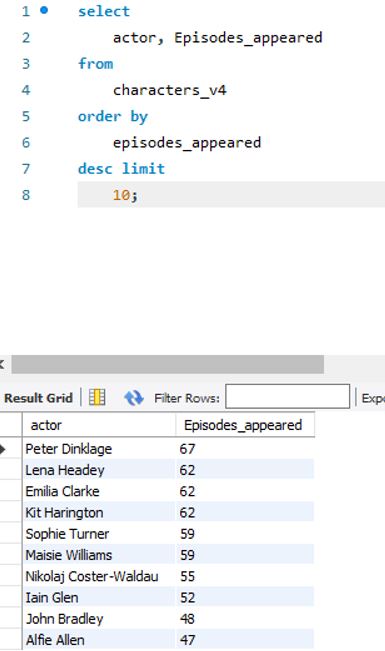 1 select
2 actor, Episodes_appeared
3 from
4 characters_v4
5 order by
6 episodes_appeared
7 desc limit
8 10;
Result Grid Filter Rows: Expo
actor Episodes_appeared
Peter Dinklage 67
Lena Headey 62
Emilia Clarke 62
Kit Harington 62
Sophie Turner 59
Maisie Williams 59
Nikolaj Coster-Waldau 55
Iain Glen 52
John Bradley 48
Alfie Allen 47